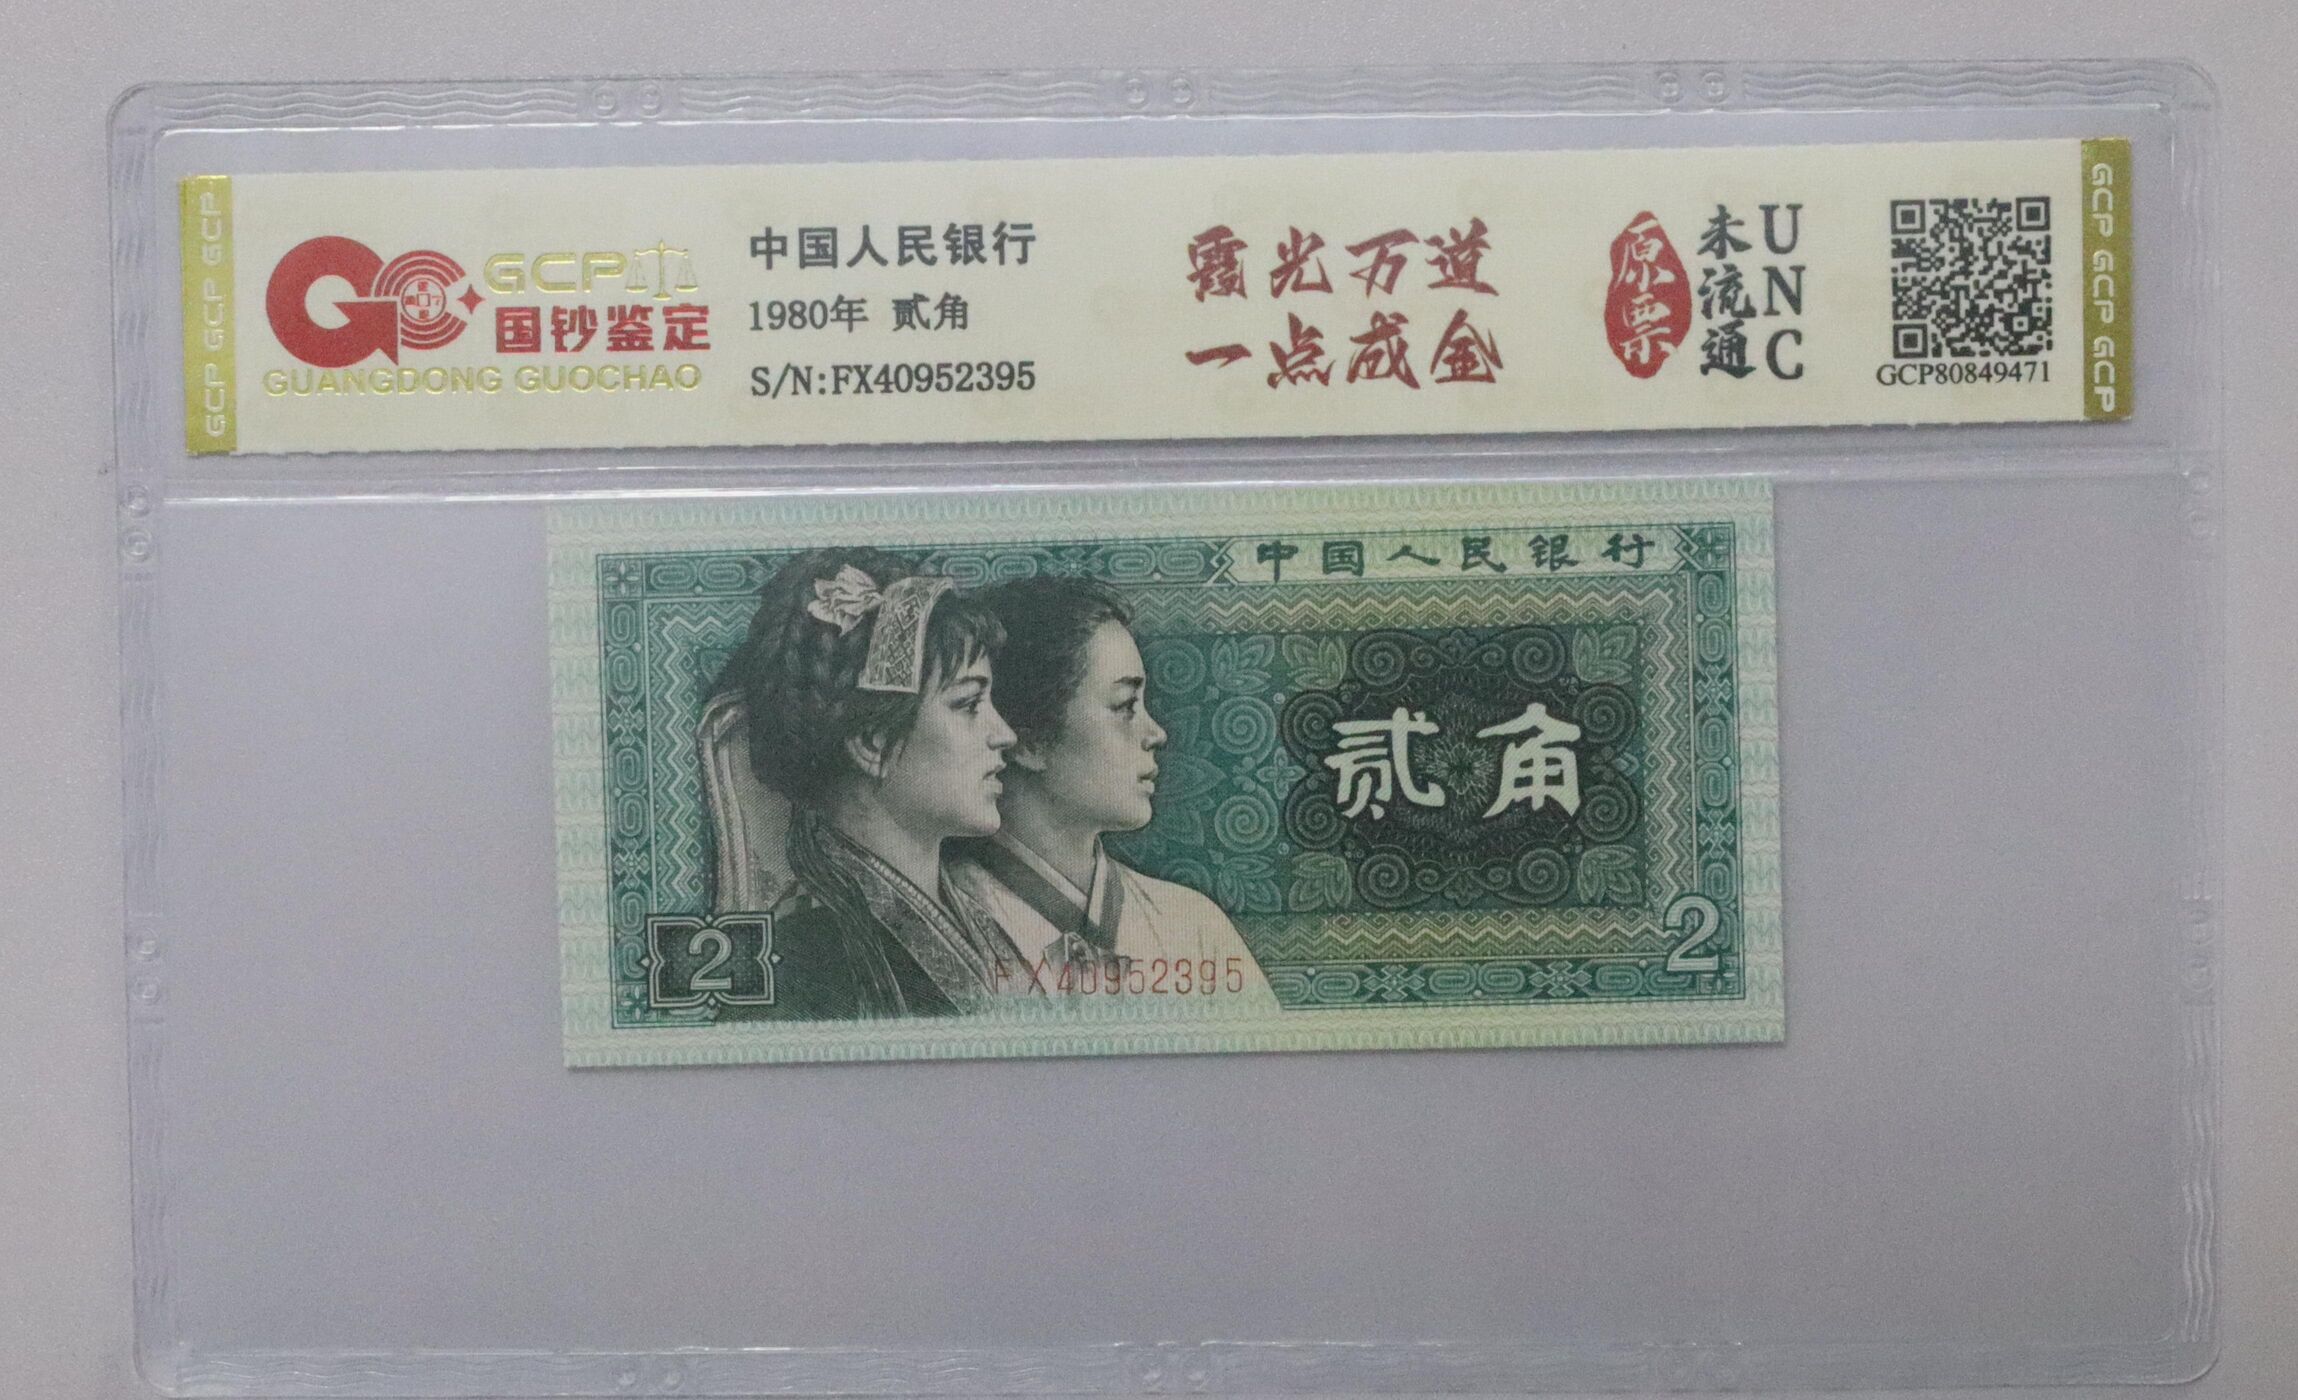 GCP GCP GCP
GCP
国钞鉴定
GUANGDONG GUOCHAO
中国人民银行
1980年 贰角
S/N:FX40952395
霞光万道
一点成金
原票
未流通
UNC
GCP80849471
GCP GCP GCP
中国人民银行
贰角
2
2
FX40952395